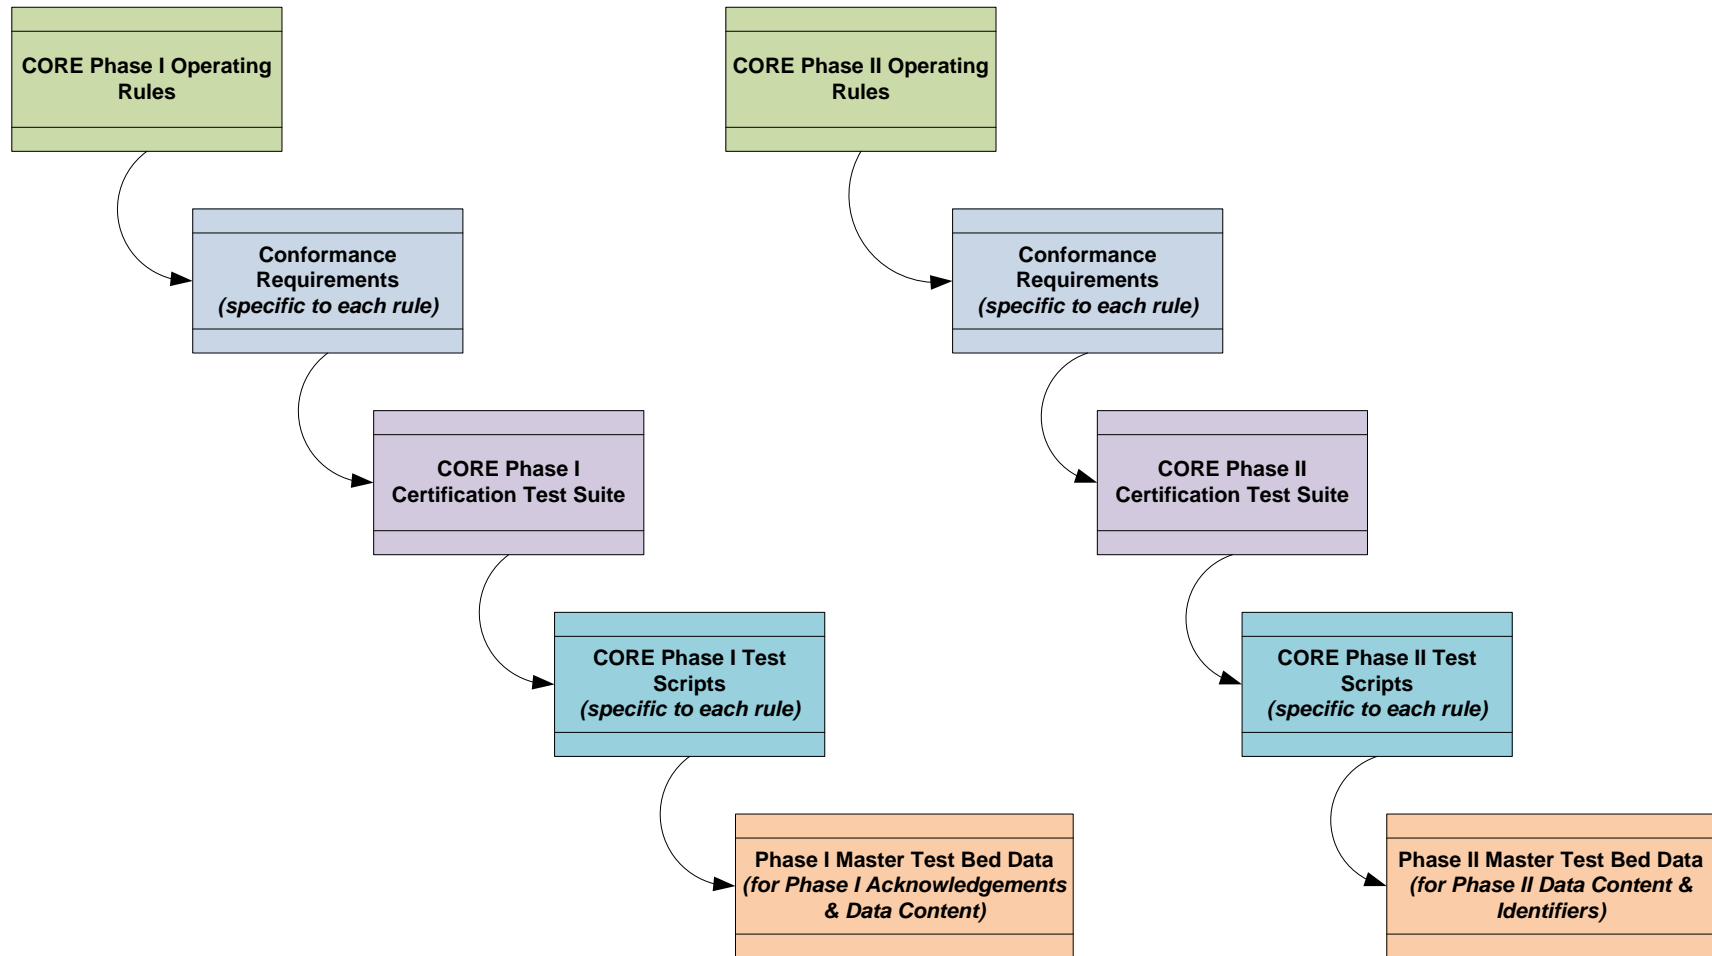 CORE Phase I Operating
Rules
CORE Phase II Operating
Rules
Conformance
Requirements
(specific to each rule)
Conformance
Requirements
(specific to each rule)
CORE Phase I
Certification Test Suite
CORE Phase II
Certification Test Suite
CORE Phase I Test
Scripts
(specific to each rule)
CORE Phase II Test
Scripts
(specific to each rule)
Phase I Master Test Bed Data
(for Phase I Acknowledgements
& Data Content)
Phase II Master Test Bed Data
(for Phase II Data Content &
Identifiers)